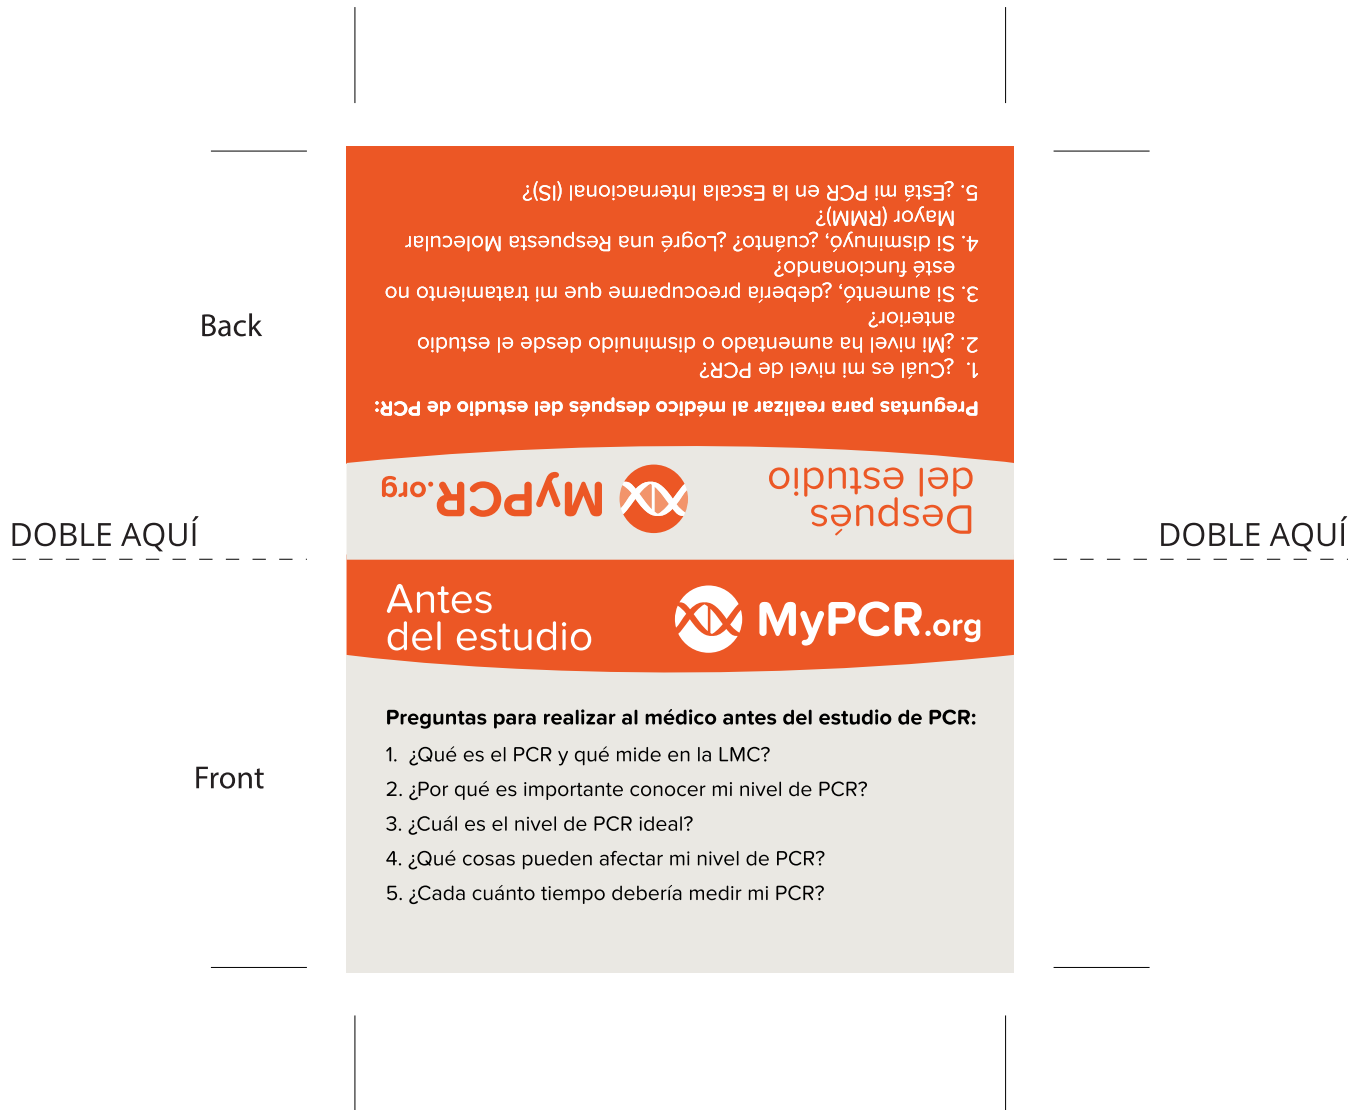 Back
Después
del estudio
MyPCR.org
Preguntas para realizar al médico después del estudio de PCR:
1. ¿Cuál es mi nivel de PCR?
2. ¿Mi nivel ha aumentado o disminuido desde el estudio
anterior?
3. Si aumentó, ¿debería preocuparme que mi tratamiento no
esté funcionando?
4. Si disminuyó, ¿cuánto? ¿Logré una Respuesta Molecular
Mayor (RMM)?
5. ¿Está mi PCR en la Escala Internacional (IS)?
DOBLE AQUÍ
DOBLE AQUÍ
Front
Antes
del estudio
MyPCR.org
Preguntas para realizar al médico antes del estudio de PCR:
1. ¿Qué es el PCR y qué mide en la LMC?
2. ¿Por qué es importante conocer mi nivel de PCR?
3. ¿Cuál es el nivel de PCR ideal?
4. ¿Qué cosas pueden afectar mi nivel de PCR?
5. ¿Cada cuánto tiempo debería medir mi PCR?